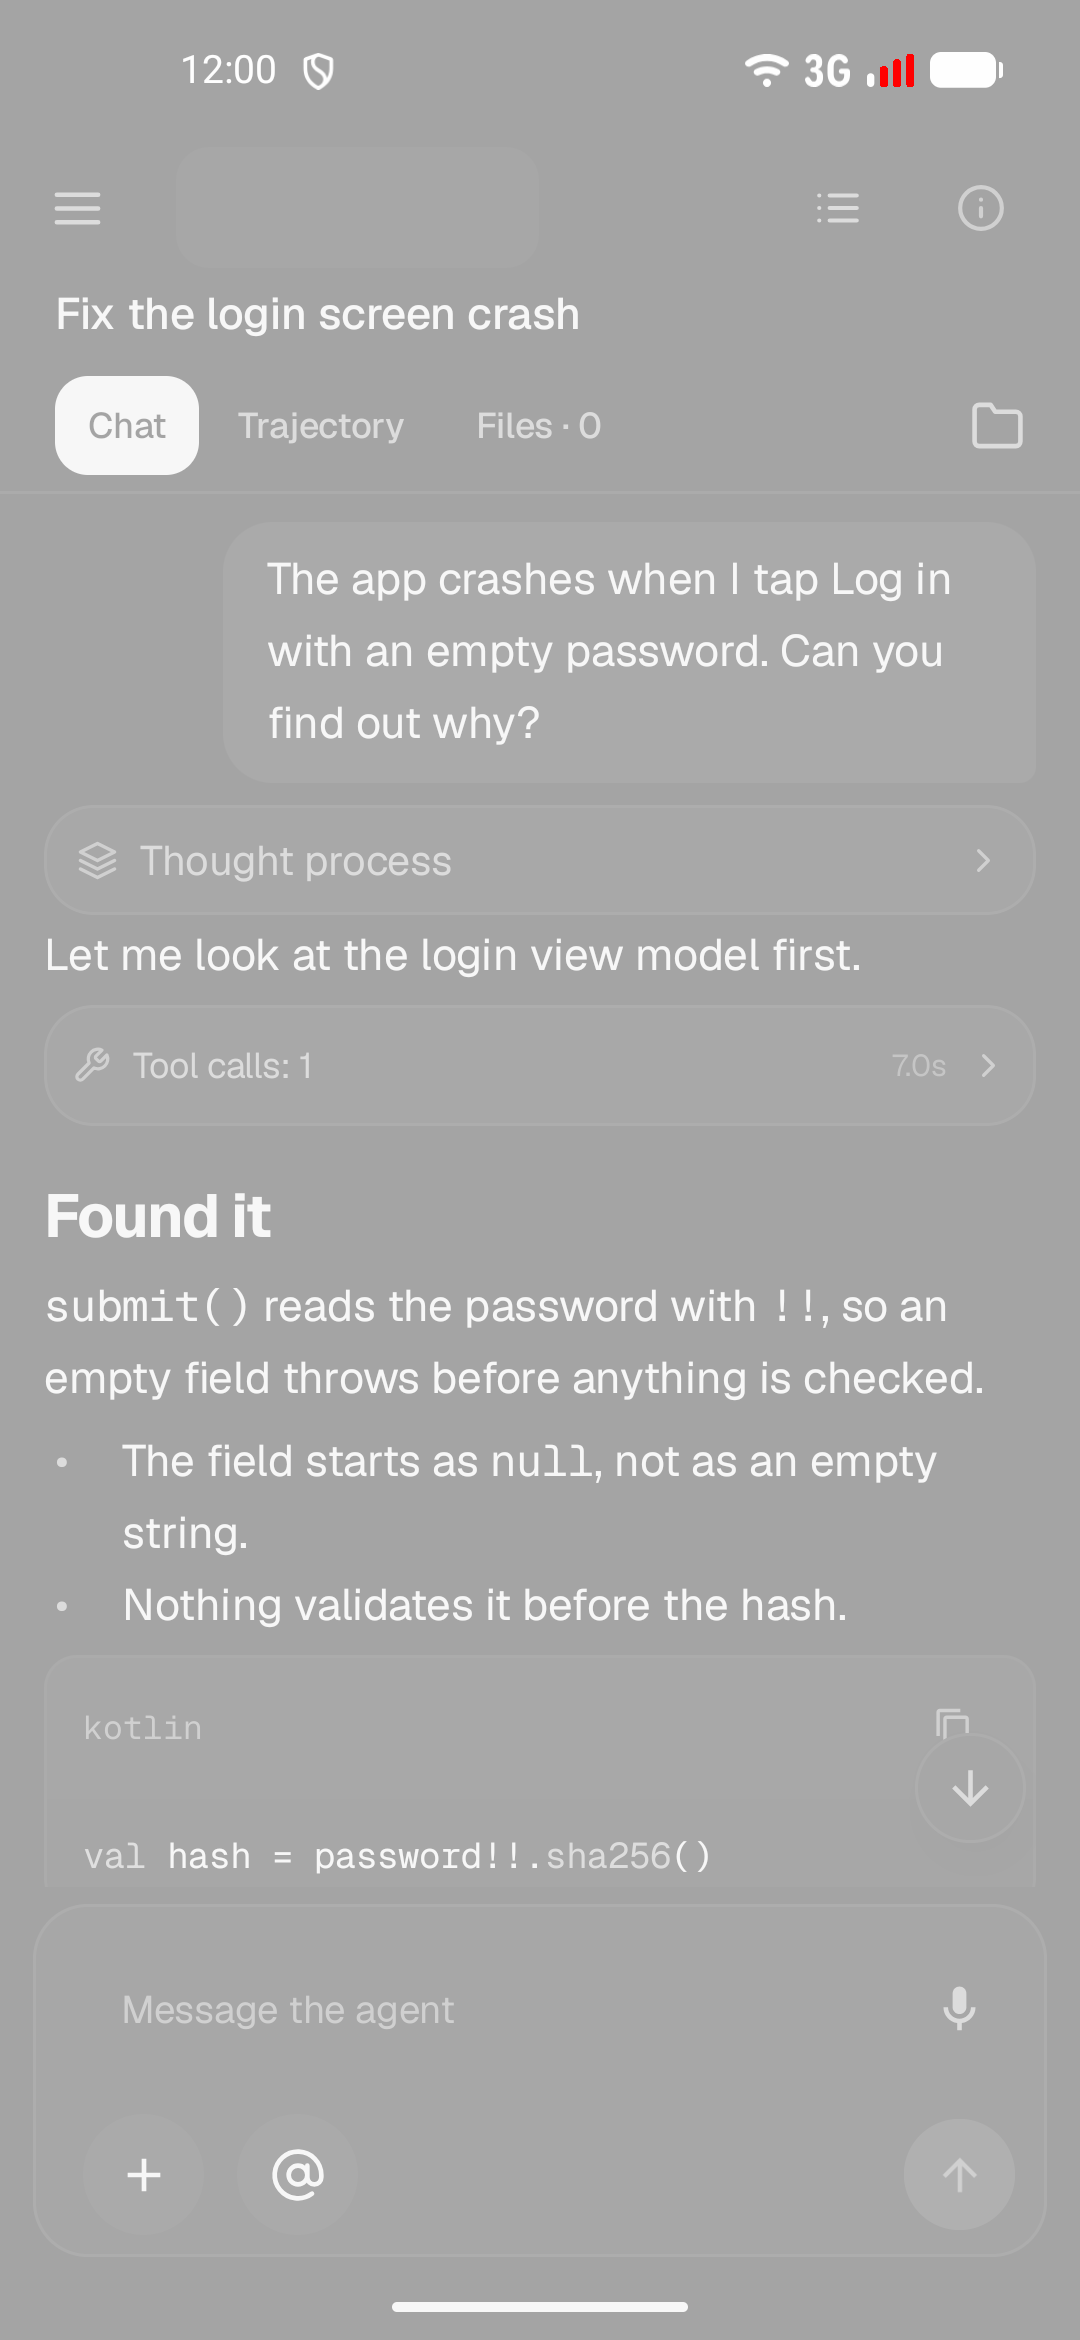 12:00
3G
Fix the login screen crash
Chat
Trajectory
Files · 0
The app crashes when I tap Log in
with an empty password. Can you
find out why?
Thought process
Let me look at the login view model first.
Tool calls: 1
7.0s
Found it
submit() reads the password with !!, so an
empty field throws before anything is checked.
• The field starts as null, not as an empty
string.
• Nothing validates it before the hash.
kotlin
val hash = password!!.sha256()
Message the agent